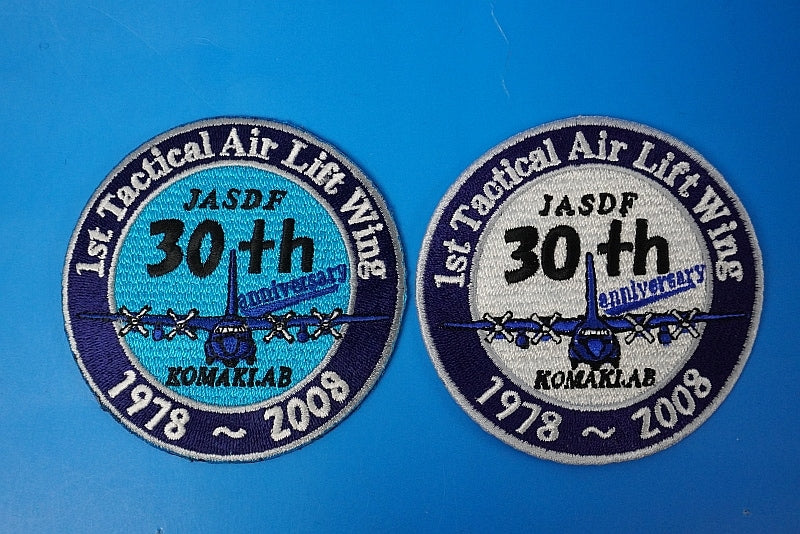 1st Tactical Air Lift Wing
JASDF
30th
anniversary
KOMAKI.AB
1978 ~ 2008
1st Tactical Air Lift Wing
JASDF
30th
anniversary
KOMAKI.AB
1978 ~ 2008